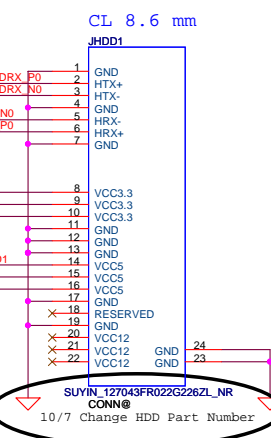 CL 8.6 mm
JHDD1
DRX_P0 2 HTX+
DRX_N0 3 HTX-
1 GND
4 GND
N0 5 HRX-
P0 6 HRX+
7 GND
8 VCC3.3
9 VCC3.3
10 VCC3.3
11 GND
12 GND
13 GND
14 VCC5
15 VCC5
16 VCC5
17 GND
18 RESERVED
19 GND
20 VCC12
21 VCC12 GND 24
22 VCC12 GND 23
SUYIN_127043FR022G226ZL_NR
CONN@
10/7 Change HDD Part Number